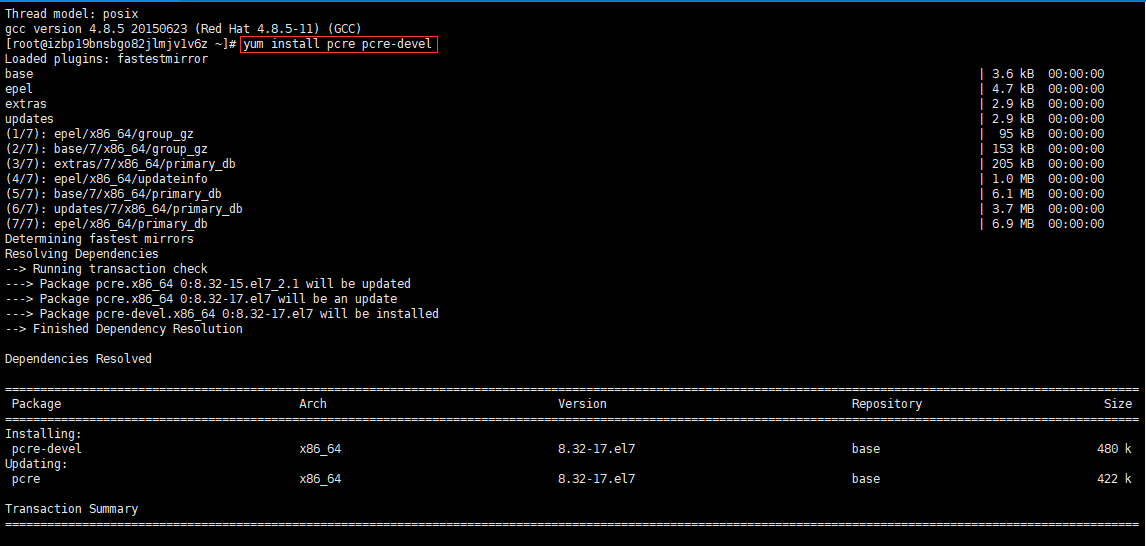 Thread model: posix
gcc version 4.8.5 20150623 (Red Hat 4.8.5-11) (GCC)
[root@izbp19bnsbgo82jlmjv1v6z ~]# yum install pcre pcre-devel
Loaded plugins: fastestmirror
base | 3.6 kB 00:00:00
epel | 4.7 kB 00:00:00
extras | 2.9 kB 00:00:00
updates | 2.9 kB 00:00:00
(1/7): epel/x86_64/group_gz | 95 kB 00:00:00
(2/7): base/7/x86_64/group_gz | 153 kB 00:00:00
(3/7): extras/7/x86_64/primary_db | 205 kB 00:00:00
(4/7): epel/x86_64/updateinfo | 1.0 MB 00:00:00
(5/7): base/7/x86_64/primary_db | 6.1 MB 00:00:00
(6/7): updates/7/x86_64/primary_db | 3.7 MB 00:00:00
(7/7): epel/x86_64/primary_db | 6.9 MB 00:00:00
Determining fastest mirrors
Resolving Dependencies
--> Running transaction check
---> Package pcre.x86_64 0:8.32-15.el7_2.1 will be updated
---> Package pcre.x86_64 0:8.32-17.el7 will be an update
---> Package pcre-devel.x86_64 0:8.32-17.el7 will be installed
--> Finished Dependency Resolution
Dependencies Resolved
Package Arch Version Repository Size
Installing:
pcre-devel x86_64 8.32-17.el7 base 480 k
Updating:
pcre x86_64 8.32-17.el7 base 422 k
Transaction Summary